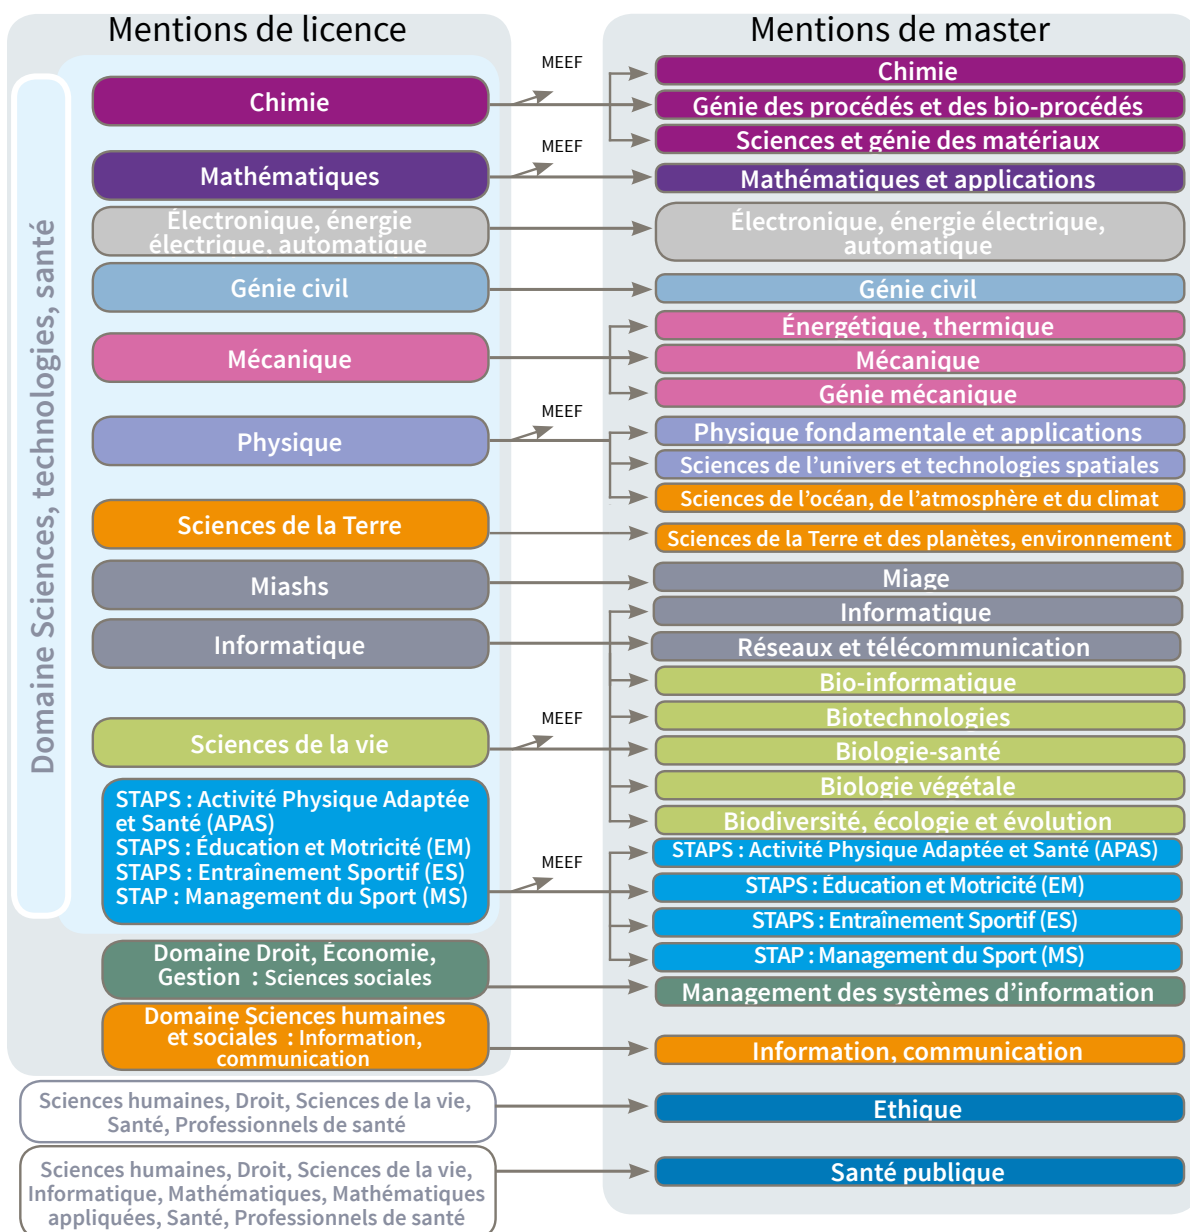 Mentions de licence
Mentions de master
Domaine Sciences, technologies, santé
Chimie
MEEF
Chimie
Génie des procédés et des bio-procédés
Sciences et génie des matériaux
Mathématiques
MEEF
Mathématiques et applications
Électronique, énergie
électrique, automatique
Électronique, énergie électrique,
automatique
Génie civil
Génie civil
Mécanique
Énergétique, thermique
Mécanique
Génie mécanique
Physique
MEEF
Physique fondamentale et applications
Sciences de l'univers et technologies spatiales
Sciences de l'océan, de l'atmosphère et du climat
Sciences de la Terre
Sciences de la Terre et des planètes, environnement
Miashs
Miage
Informatique
Informatique
Réseaux et télécommunication
Bio-informatique
Sciences de la vie
MEEF
Biotechnologies
Biologie-santé
Biologie végétale
Biodiversité, écologie et évolution
STAPS : Activité Physique Adaptée
et Santé (APAS)
STAPS : Éducation et Motricité (EM)
STAPS : Entraînement Sportif (ES)
STAP : Management du Sport (MS)
MEEF
STAPS : Activité Physique Adaptée et Santé (APAS)
STAPS : Éducation et Motricité (EM)
STAPS : Entraînement Sportif (ES)
STAP : Management du Sport (MS)
Domaine Droit, Économie,
Gestion : Sciences sociales
Management des systèmes d'information
Domaine Sciences humaines
et sociales : Information,
communication
Information, communication
Sciences humaines, Droit, Sciences de la vie,
Santé, Professionnels de santé
Ethique
Sciences humaines, Droit, Sciences de la vie,
Informatique, Mathématiques, Mathématiques
appliquées, Santé, Professionnels de santé
Santé publique